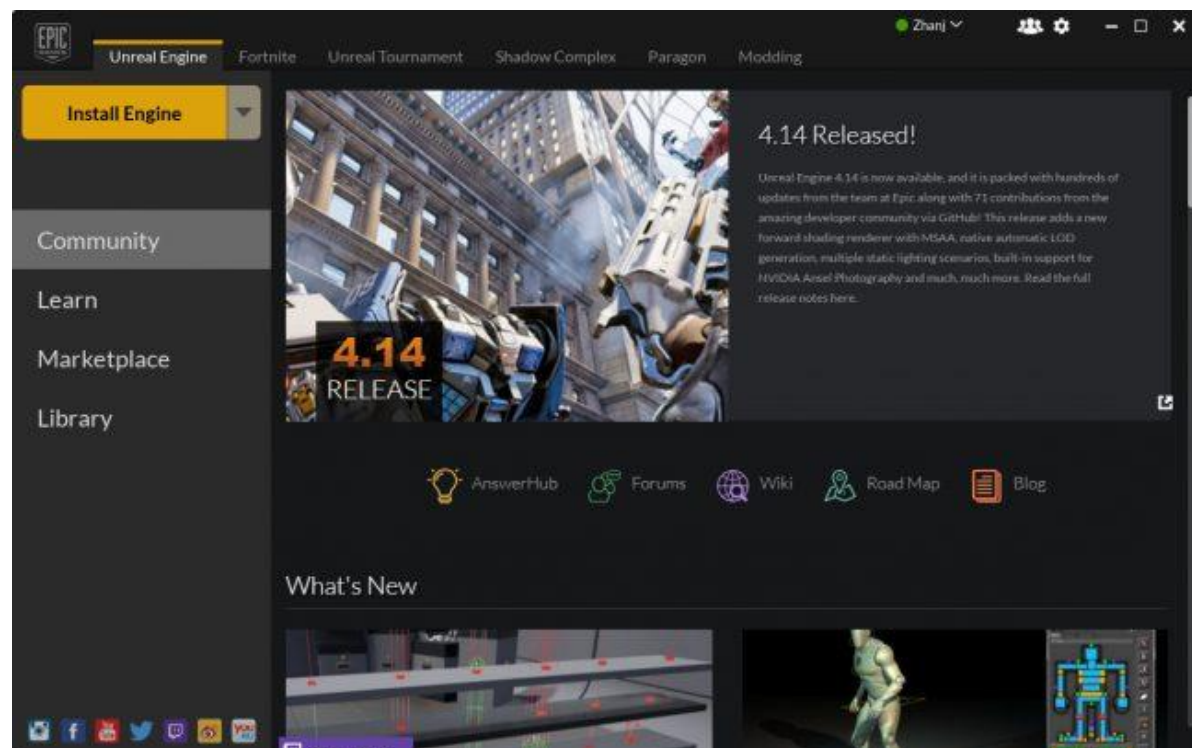 EPIC
Zhanj
Unreal Engine
Fortnite
Unreal Tournament
Shadow Complex
Paragon
Modding
Install Engine
Community
Learn
Marketplace
Library
4.14
RELEASE
4.14 Released!
Unreal Engine 4.14 is now available, and it is packed with hundreds of
updates from the team at Epic along with 71 contributions from the
amazing developer community via GitHub! This release adds a new
forward shading renderer with MSAA, native automatic LOD
generation, multiple static lighting scenarios, built-in support for
NVIDIA Ansel Photography and much, much more. Read the full
release notes here.
AnswerHub
Forums
Wiki
Road Map
Blog
What's New